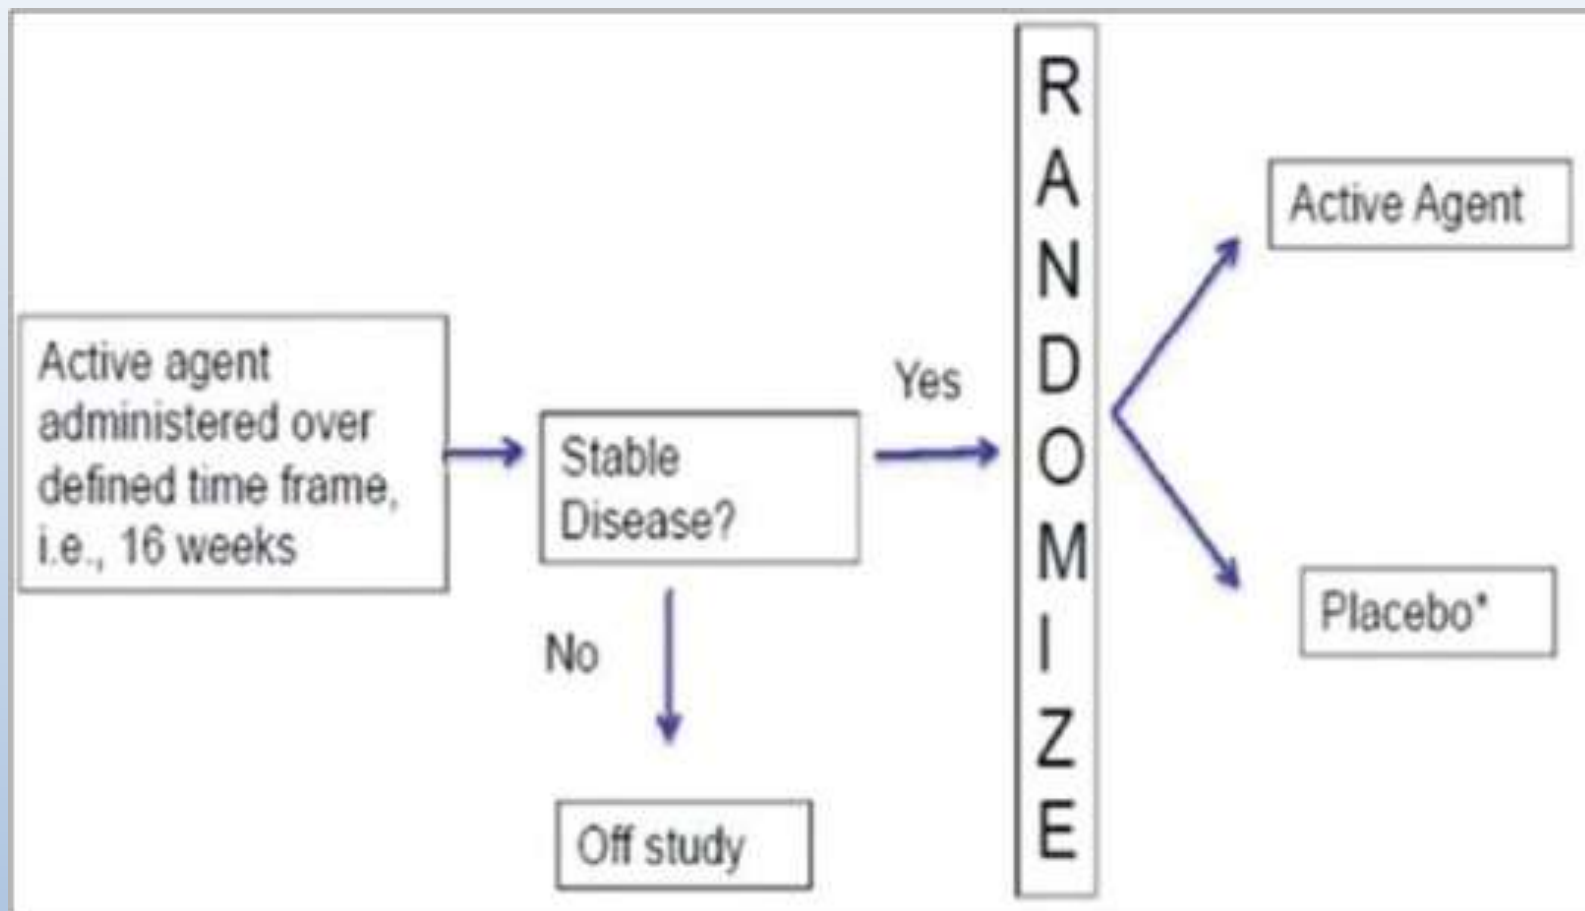 Active agent
administered over
defined time frame,
i.e., 16 weeks
Stable
Disease?
Yes
No
Off study
R
A
N
D
O
M
I
Z
E
Active Agent
Placebo*